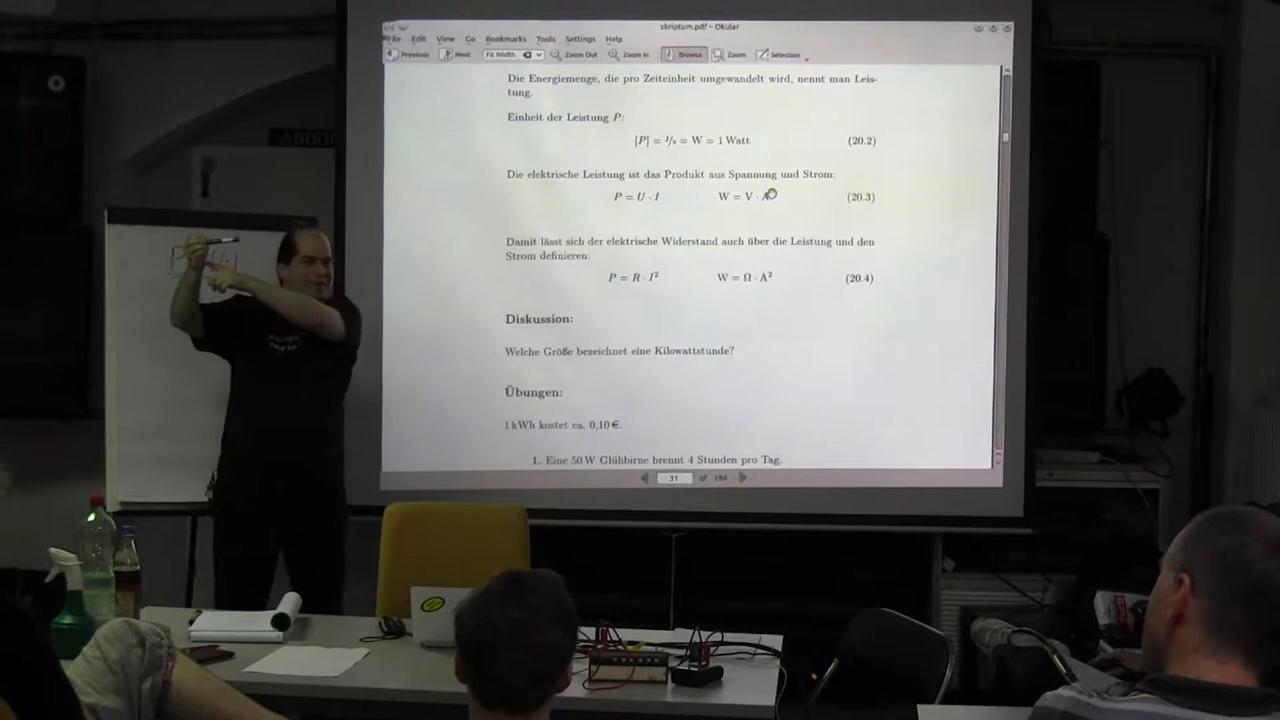 skriptum.pdf – Okular
File Edit View Go Bookmarks Tools Settings Help
Previous Next Fit Width Zoom Out Zoom In Browse Zoom Selection
Die Energiemenge, die pro Zeiteinheit umgewandelt wird, nennt man Leis-
tung.
Einheit der Leistung P:
[P] = J/s = W = 1 Watt (20.2)
Die elektrische Leistung ist das Produkt aus Spannung und Strom:
P = U · I W = V · A (20.3)
Damit lässt sich der elektrische Widerstand auch über die Leistung und den
Strom definieren:
P = R · I² W = Ω · A² (20.4)
Diskussion:
Welche Größe bezeichnet eine Kilowattstunde?
Übungen:
1 kWh kostet ca. 0,10 €.
1. Eine 50 W Glühbirne brennt 4 Stunden pro Tag.
31 of 194